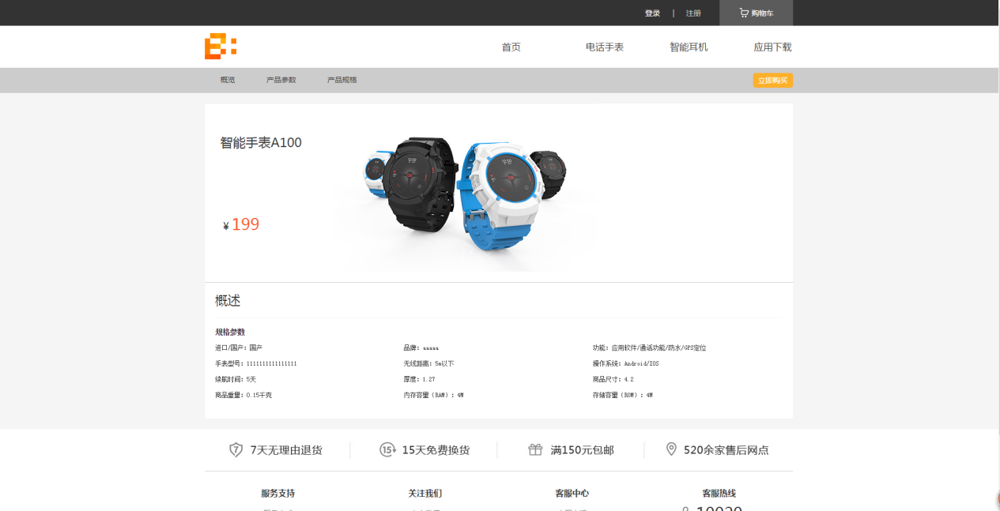 登录 | 注册 购物车
首页 电话手表 智能耳机 应用下载
概览 产品参数 产品规格 立即购买
智能手表A100
¥ 199
概述
规格参数
进口/国产: 国产 品牌: aaaaa 功能: 应用软件/通话功能/防水/GPS定位
手表型号: 1111111111111111 无线距离: 5m以下 操作系统: Android/IOS
续航时间: 5天 厚度: 1.27 商品尺寸: 4.2
商品重量: 0.15千克 内存容量 (RAM) : 4M 存储容量 (ROM) : 4M
7天无理由退货 15天免费换货 满150元包邮 520余家售后网点
服务支持 关注我们 客服中心 客服热线